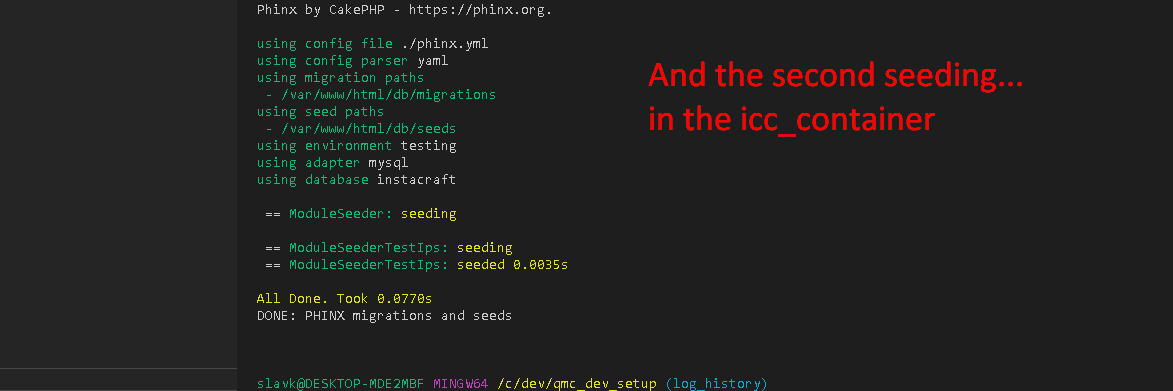 Phinx by CakePHP - https://phinx.org.
using config file ./phinx.yml
using config parser yaml
using migration paths
- /var/www/html/db/migrations
using seed paths
- /var/www/html/db/seeds
using environment testing
using adapter mysql
using database instacraft
== ModuleSeeder: seeding
== ModuleSeederTestIps: seeding
== ModuleSeederTestIps: seeded 0.0035s
All Done. Took 0.0770s
DONE: PHINX migrations and seeds
slavk@DESKTOP-MDE2MBF MINGW64 /c/dev/qmc_dev_setup (log_history)
And the second seeding...
in the icc_container